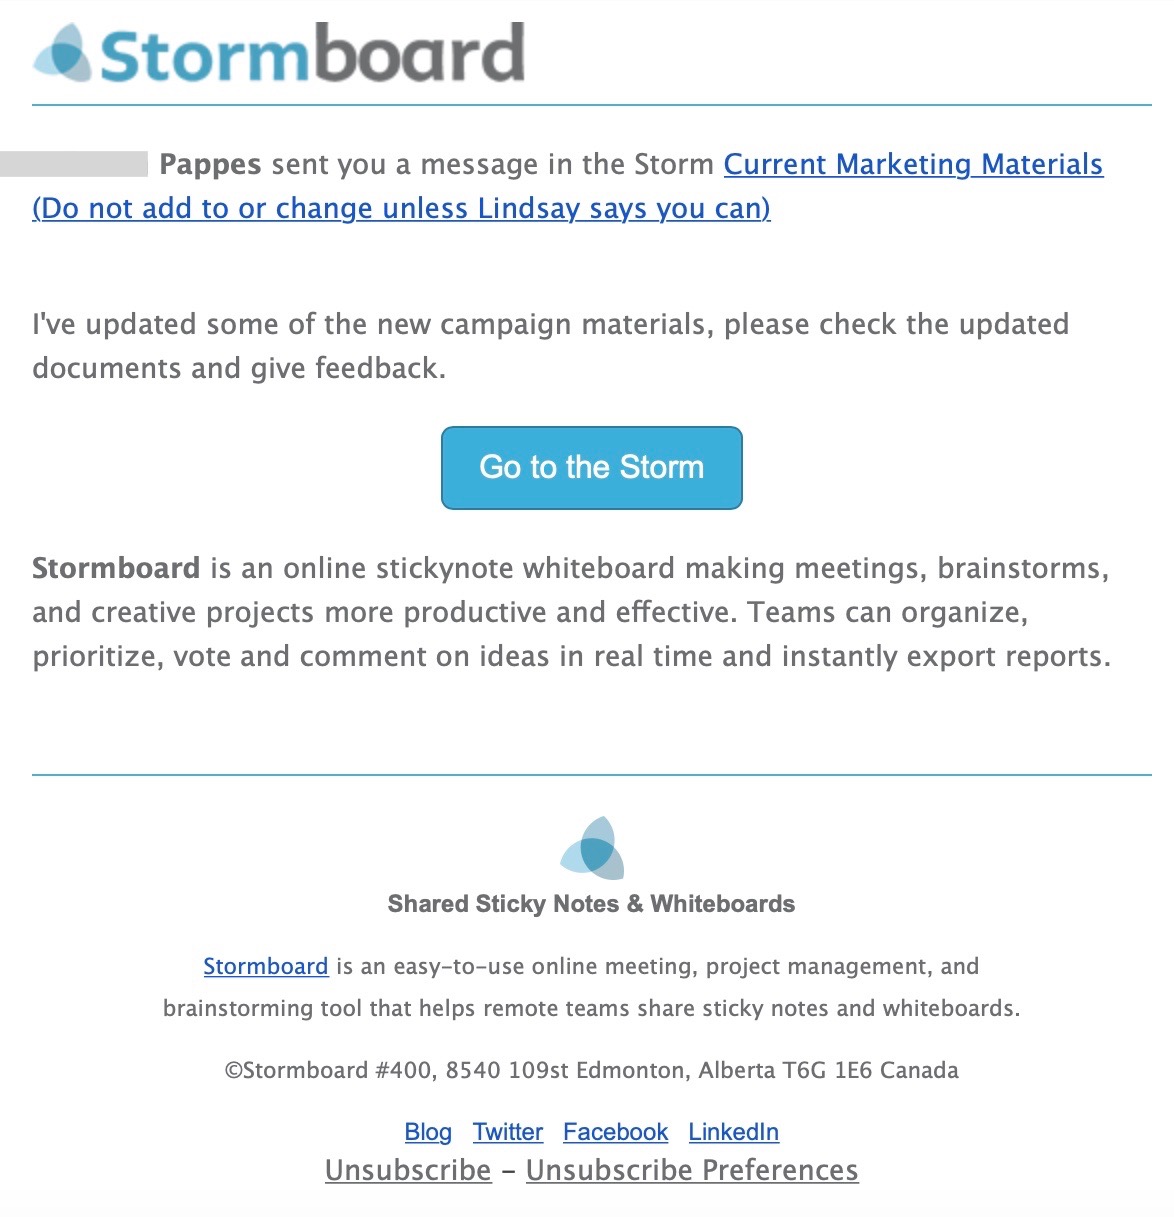 Stormboard
Pappes sent you a message in the Storm Current Marketing Materials
(Do not add to or change unless Lindsay says you can)
I've updated some of the new campaign materials, please check the updated
documents and give feedback.
Go to the Storm
Stormboard is an online stickynote whiteboard making meetings, brainstorms,
and creative projects more productive and effective. Teams can organize,
prioritize, vote and comment on ideas in real time and instantly export reports.
Shared Sticky Notes & Whiteboards
Stormboard is an easy-to-use online meeting, project management, and
brainstorming tool that helps remote teams share sticky notes and whiteboards.
©Stormboard #400, 8540 109st Edmonton, Alberta T6G 1E6 Canada
Blog Twitter Facebook LinkedIn
Unsubscribe – Unsubscribe Preferences